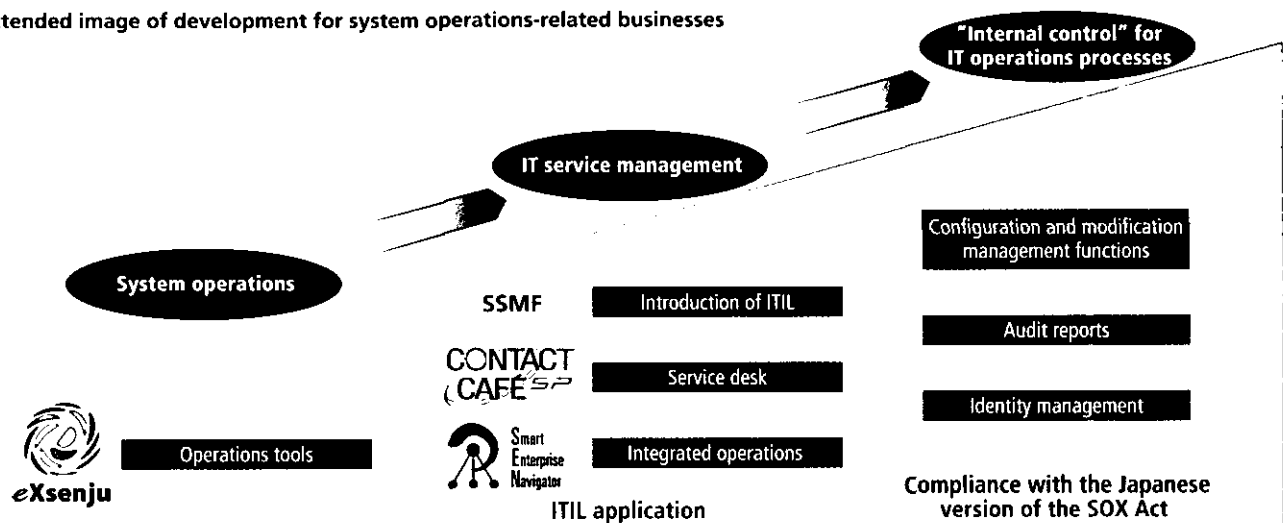 tended image of development for system operations-related businesses
"Internal control" for
IT operations processes
IT service management
System operations
Configuration and modification
management functions
SSMF
Introduction of ITIL
Audit reports
CONTACT
CAFÉ SP
Service desk
Identity management
eXsenju
Operations tools
Smart
Enterprise
Navigator
Integrated operations
ITIL application
Compliance with the Japanese
version of the SOX Act